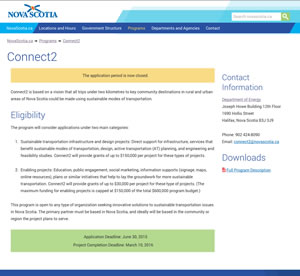 NOVA SCOTIA
Search novascotia.ca
NovaScotia.ca Locations and Hours Government Structure Programs Departments and Agencies Contact
NovaScotia.ca Programs Connect2
Connect2
The application period is now closed.
Connect2 is based on a vision that all trips under two kilometres to key community destinations in rural and urban
areas of Nova Scotia could be made using sustainable modes of transportation.
Eligibility
The program will consider applications under two main categories:
1. Sustainable transportation infrastructure and design projects: Direct support for infrastructure, services that
benefit sustainable modes of transportation, design, active transportation (AT) planning, and engineering and
feasibility studies. Connect2 will provide grants of up to $150,000 per project for these types of projects.
2. Enabling projects: Education, public engagement, social marketing, information supports (signage, maps,
online resources), plans or similar initiatives that help to lay the groundwork for more sustainable
transportation. Connect2 will provide grants of up to $30,000 per project for these type of projects. (The
maximum funding for enabling projects is capped at $150,000 of the total $600,000 program budget.)
This program is open to any type of organization seeking innovative solutions to sustainable transportation issues
in Nova Scotia. The primary partner must be based in Nova Scotia, and ideally will be based in the community or
region the project plans to serve.
Application Deadline: June 30, 2015
Project Completion Deadline: March 15, 2016
Contact
Information
Department of Energy
Joseph Howe Building 12th Floor
1690 Hollis Street
Halifax, Nova Scotia B3J
Phone: 902-424-
Email: connect2@novascotia.ca
Downloads
Full Program Description